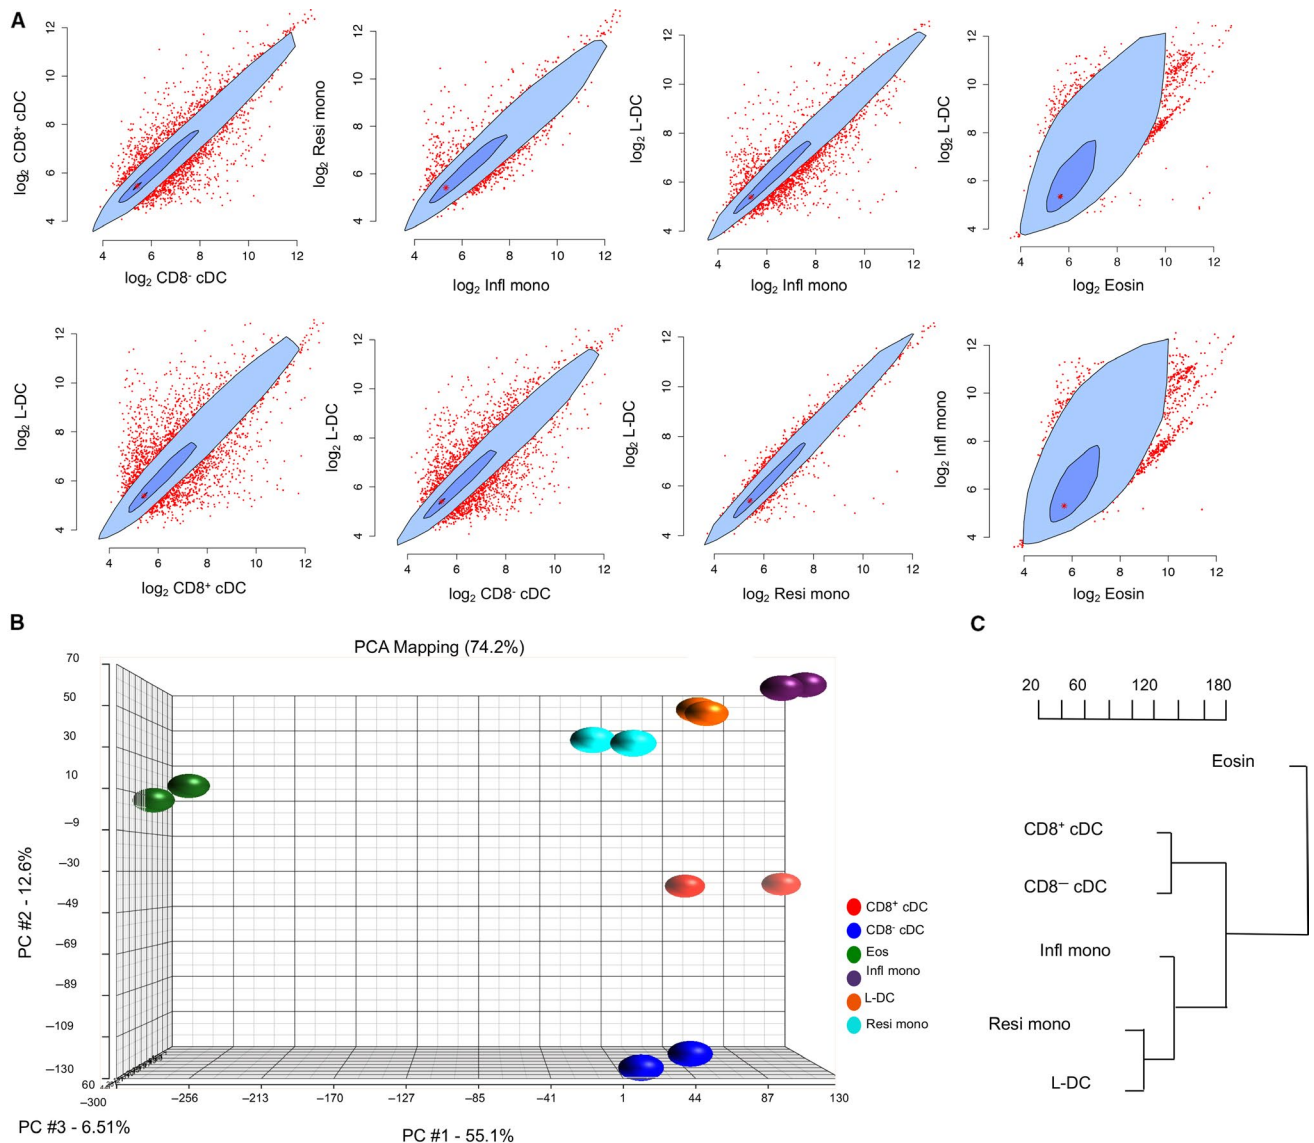 A
12
10
8
6
4
log2 CD8+ cDC
4 6 8 10 12
log2 CD8- cDC
12
10
8
6
4
log2 Resi mono
4 6 8 10 12
log2 Infl mono
12
10
8
6
4
log2 L-DC
4 6 8 10 12
log2 Infl mono
12
10
8
6
4
log2 L-DC
4 6 8 10 12
log2 Eosin
12
10
8
6
4
log2 L-DC
4 6 8 10 12
log2 CD8+ cDC
12
10
8
6
4
log2 L-DC
4 6 8 10 12
log2 CD8- cDC
12
10
8
6
4
log2 L-DC
4 6 8 10 12
log2 Resi mono
12
10
8
6
4
log2 Infl mono
4 6 8 10 12
log2 Eosin
B
PCA Mapping (74.2%)
70
50
30
10
–9
–30
–49
–69
–89
–109
–130
60
PC #2 - 12.6%
–300 –256 –213 –170 –127 –85 –41 1 44 87 130
PC #3 - 6.51%
PC #1 - 55.1%
CD8+ cDC
CD8- cDC
Eos
Infl mono
L-DC
Resi mono
C
20 60 120 180
Eosin
CD8+ cDC
CD8— cDC
Infl mono
Resi mono
L-DC